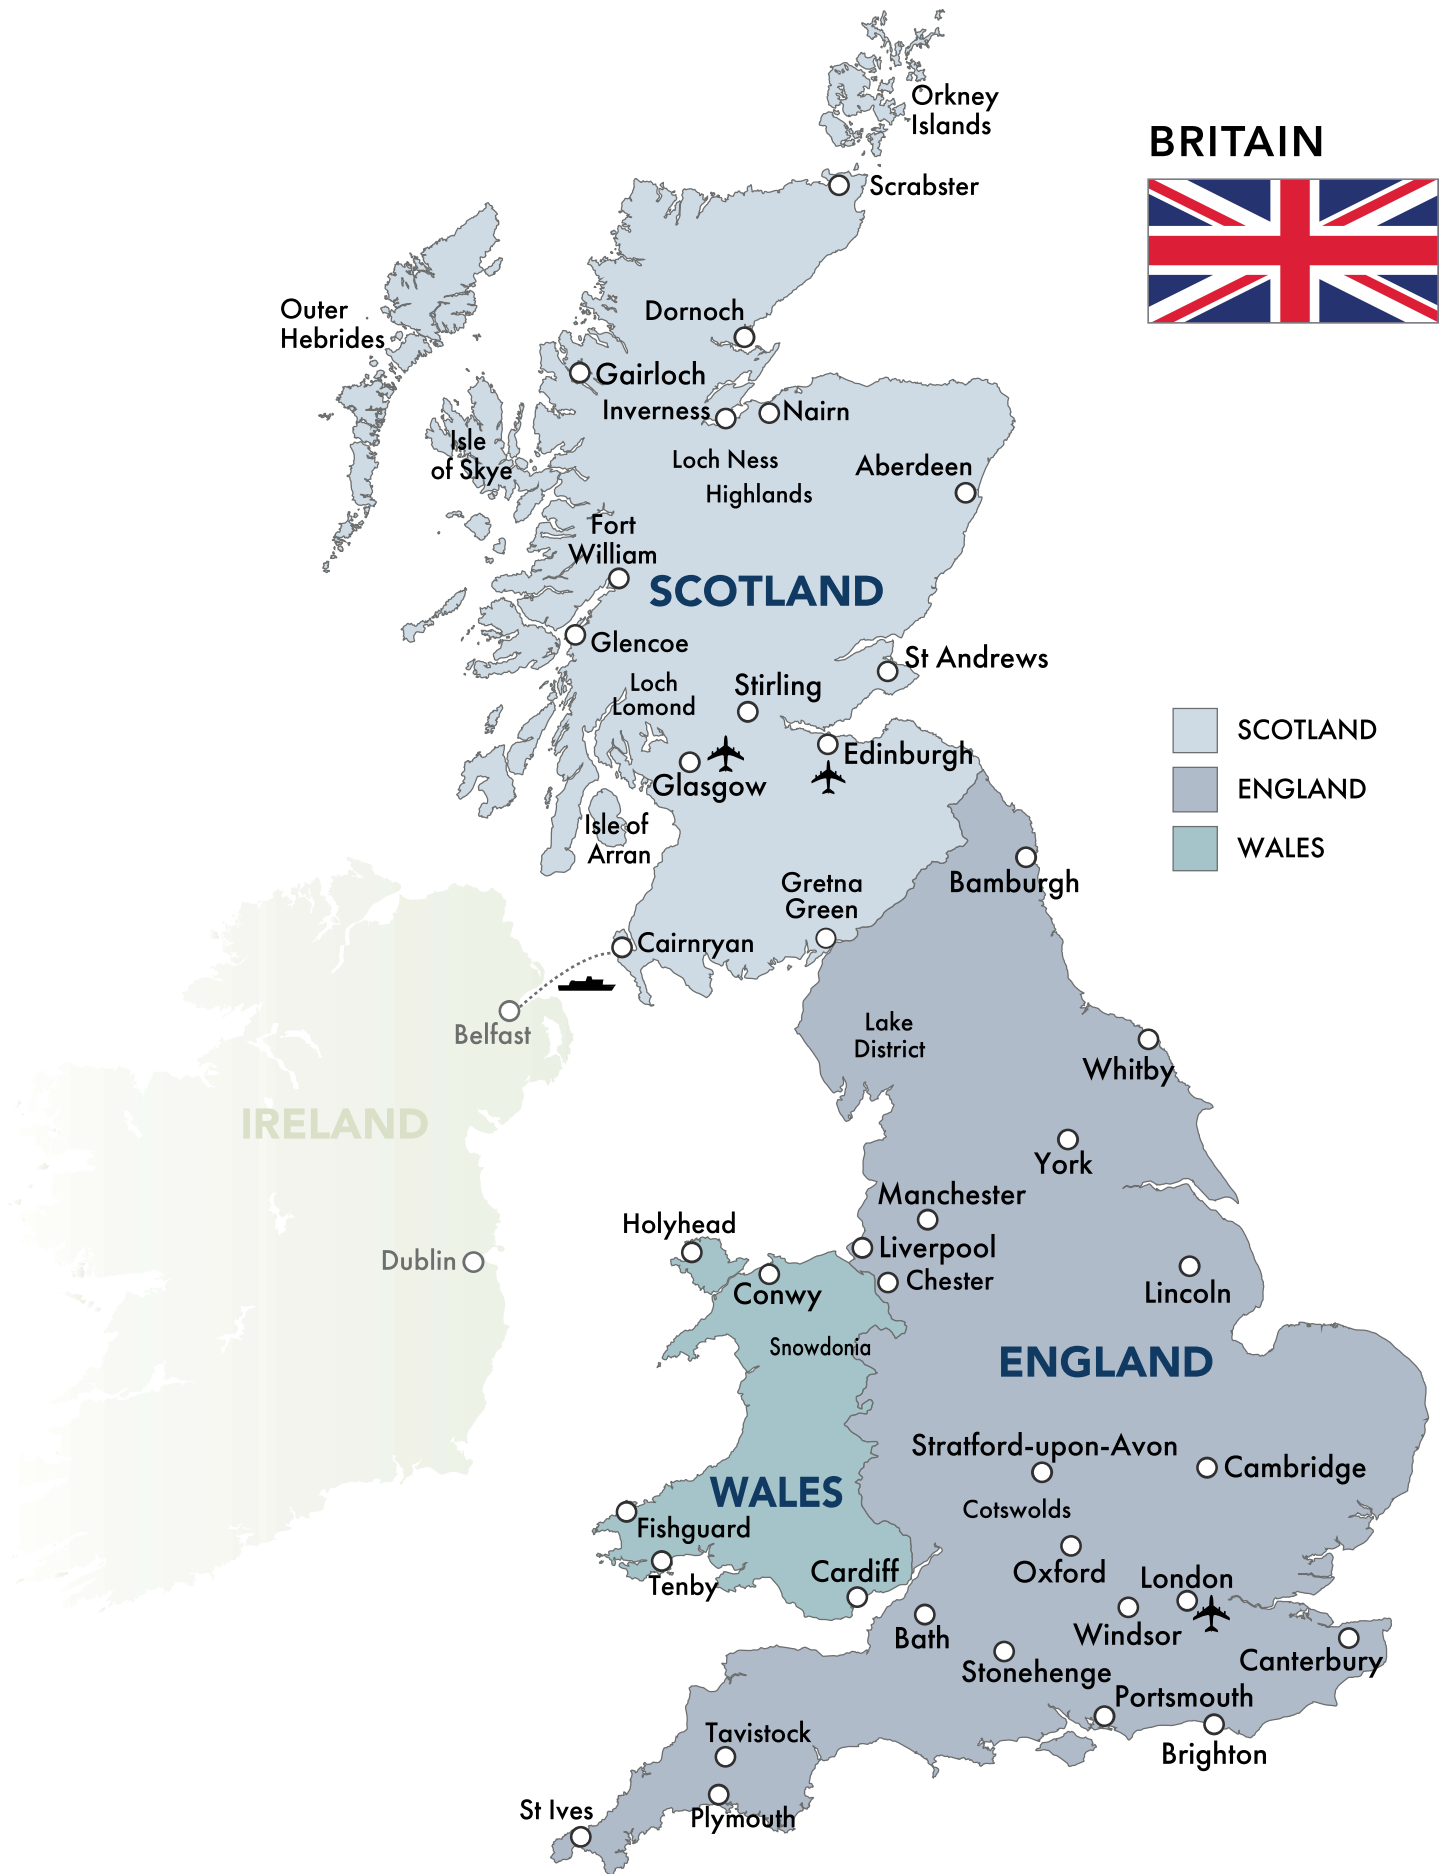 Orkney
Islands
BRITAIN
Scrabster
Outer
Hebrides
Dornoch
Gairloch
Inverness
Nairn
Isle
of Skye
Loch Ness
Aberdeen
Highlands
Fort
William
SCOTLAND
Glencoe
St Andrews
Loch
Lomond
Stirling
SCOTLAND
Edinburgh
Glasgow
ENGLAND
Isle of
Arran
WALES
Gretna
Green
Bamburgh
Cairnryan
Belfast
Lake
District
Whitby
IRELAND
York
Manchester
Holyhead
Liverpool
Dublin
Chester
Conwy
Lincoln
Snowdonia
ENGLAND
Stratford-upon-Avon
Cambridge
WALES
Cotswolds
Fishguard
Oxford
Cardiff
London
Tenby
Windsor
Bath
Canterbury
Stonehenge
Portsmouth
Tavistock
Brighton
St Ives
Plymouth